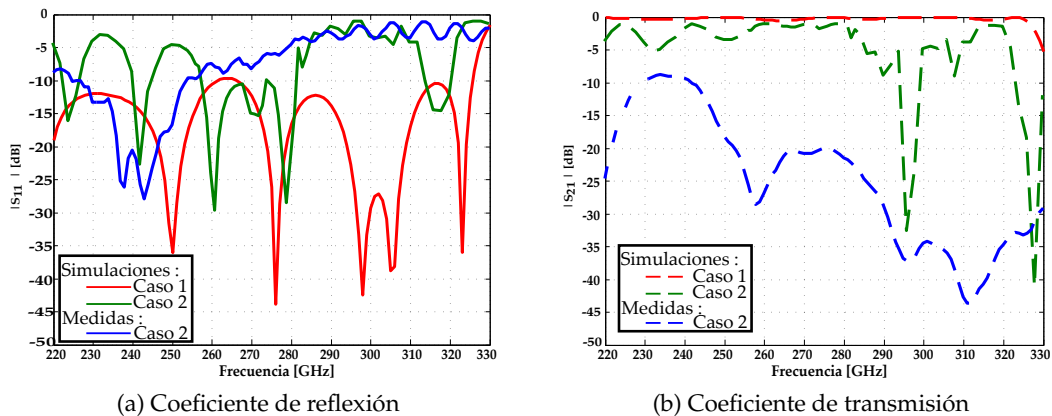 | S11 | [dB]
0
-5
-10
-15
-20
-25
-30
-35
-40
-45
-50
Simulaciones :
Caso 1
Caso 2
Medidas :
Caso 2
220 230 240 250 260 270 280 290 300 310 320 330
Frecuencia [GHz]
(a) Coeficiente de reflexión
| S21 | [dB]
0
-5
-10
-15
-20
-25
-30
-35
-40
-45
-50
Simulaciones :
Caso 1
Caso 2
Medidas :
Caso 2
220 230 240 250 260 270 280 290 300 310 320 330
Frecuencia [GHz]
(b) Coeficiente de transmisión